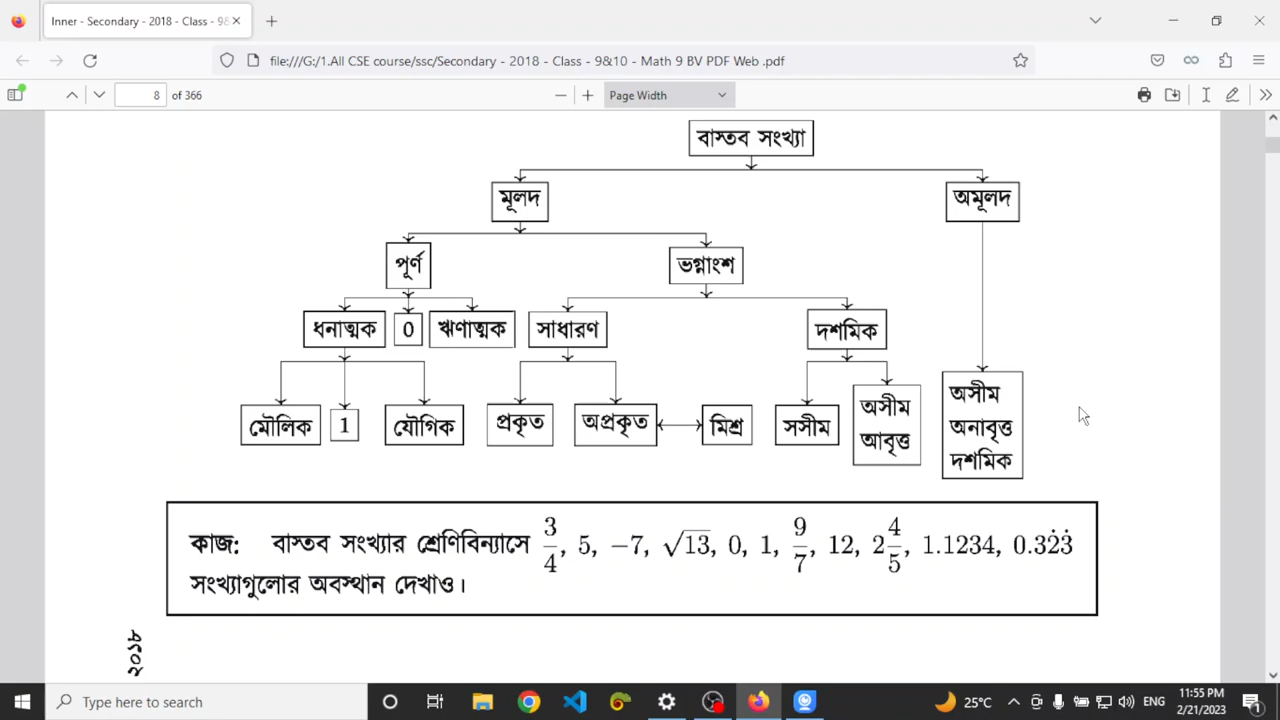 Inner - Secondary - 2018 - Class - 9&
file:///G:/1.All CSE course/ssc/Secondary - 2018 - Class - 9&10 - Math 9 BV PDF Web .pdf
8 of 366
Page Width
বাস্তব সংখ্যা
মূলদ অমূলদ
পূর্ণ ভগ্নাংশ
ধনাত্মক 0 ঋণাত্মক সাধারণ দশমিক
মৌলিক 1 যৌগিক প্রকৃত অপ্রকৃত মিশ্র সসীম
অসীম
আবৃত্ত
অসীম
অনাবৃত্ত
দশমিক
কাজ: বাস্তব সংখ্যার শ্রেণিবিন্যাসে 3/4, 5, −7, √13, 0, 1, 9/7, 12, 2 4/5, 1.1234, 0.32̇3̇
সংখ্যাগুলোর অবস্থান দেখাও।
২০১৮
Type here to search
25°C
ENG
11:55 PM
2/21/2023
1